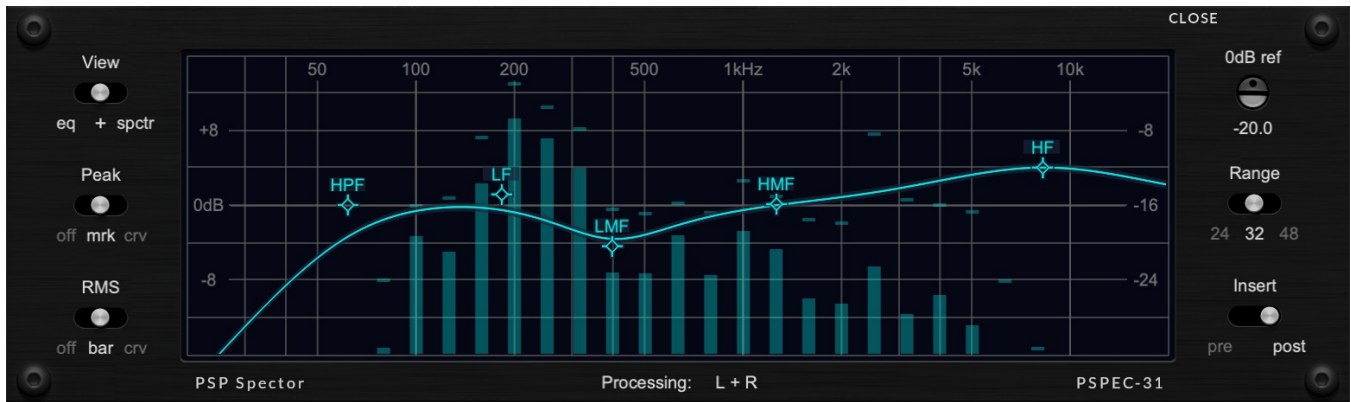 CLOSE
View
eq + spctr
Peak
off mrk crv
RMS
off bar crv
50 100 200 500 1kHz 2k 5k 10k
+8 -8
0dB -16
-8 -24
HPF
LF
LMF
HMF
HF
0dB ref
-20.0
Range
24 32 48
Insert
pre post
PSP Spector Processing: L + R PSPEC-31